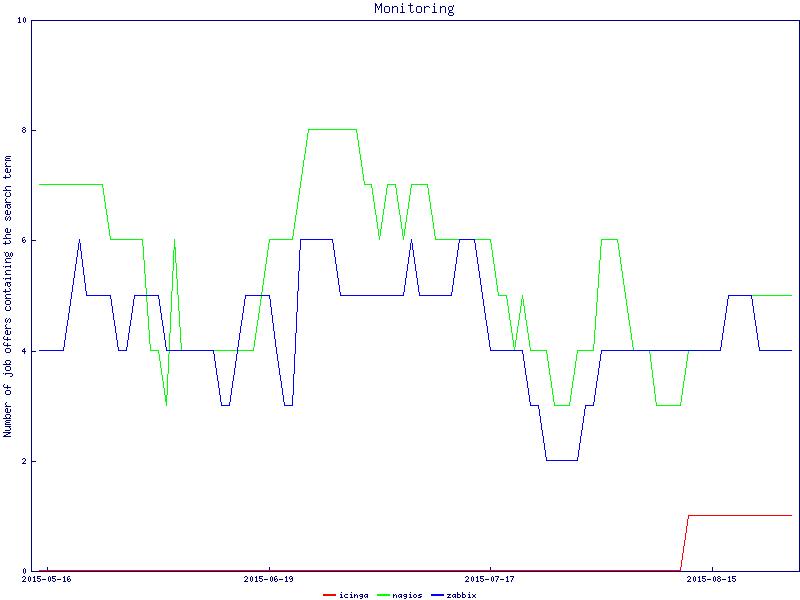 Monitoring
10
8
6
4
2
0
Number of job offers containing the search term
2015-05-16 2015-06-19 2015-07-17 2015-08-15
icinga nagios zabbix